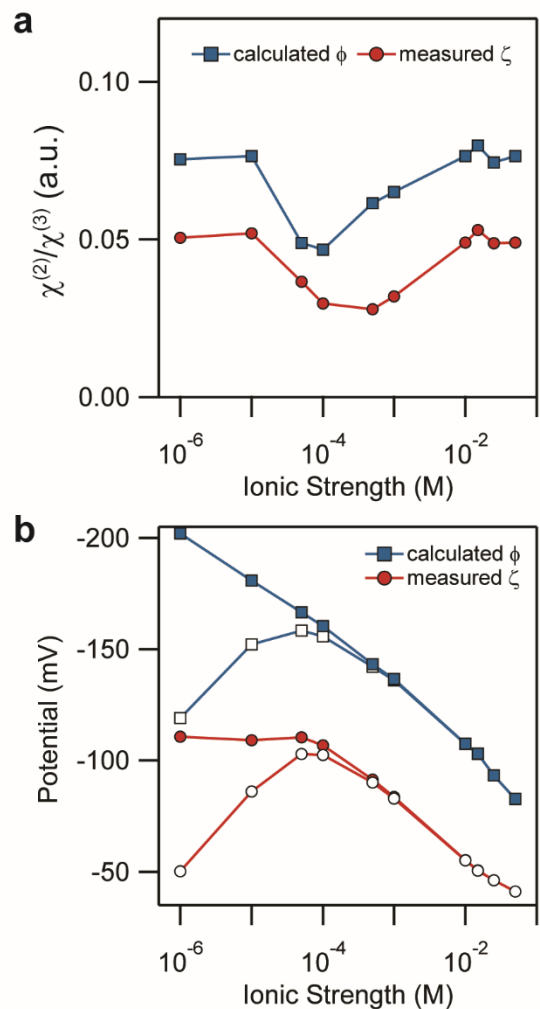 a
calculated ϕ
measured ζ
0.10
0.05
0.00
χ⁽²⁾/χ⁽³⁾ (a.u.)
10⁻⁶
10⁻⁴
10⁻²
Ionic Strength (M)
b
calculated ϕ
measured ζ
-200
-150
-100
-50
Potential (mV)
10⁻⁶
10⁻⁴
10⁻²
Ionic Strength (M)